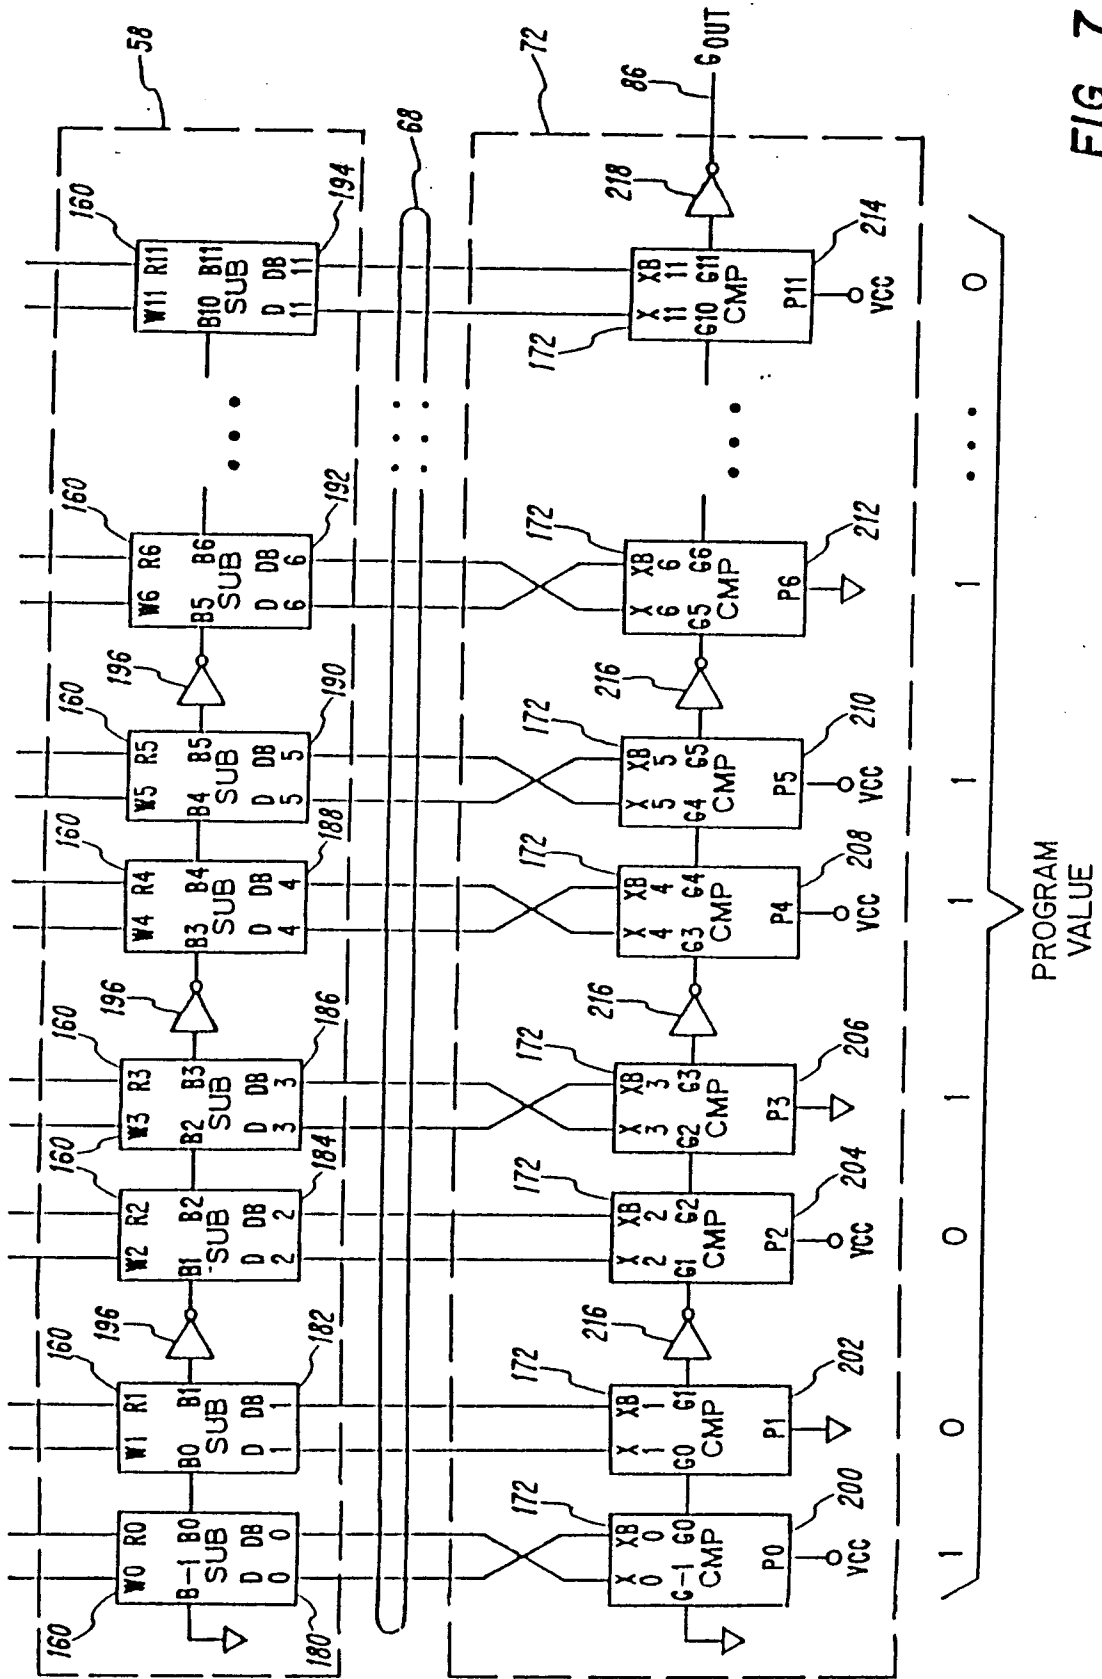 58
160 160 160 160 160 160 160 160
W0 R0 W1 R1 W2 R2 W3 R3 W4 R4 W5 R5 W6 R6 W11 R11
B-1 B0 B0 B1 B1 B2 B2 B3 B3 B4 B4 B5 B5 B6 B10 B11
SUB SUB SUB SUB SUB SUB SUB SUB
D DB D DB D DB D DB D DB D DB D DB D DB
0 0 1 1 2 2 3 3 4 4 5 5 6 6 11 11
180 182 184 186 188 190 192 194
196 196 196
160
• • •
68
72
172 172 172 172 172 172 172 172
X XB X XB X XB X XB X XB X XB X XB X XB
0 0 1 1 2 2 3 3 4 4 5 5 6 6 11 11
G-1 G0 G0 G1 G1 G2 G2 G3 G3 G4 G4 G5 G5 G6 G10 G11
CMP CMP CMP CMP CMP CMP CMP CMP
P0 P1 P2 P3 P4 P5 P6 P11
200 202 204 206 208 210 212 214
216 216 216 218
86
GOUT
VCC VCC VCC VCC VCC
1 0 0 1 1 1 1 • • • 0
PROGRAM
VALUE
FIG. 7